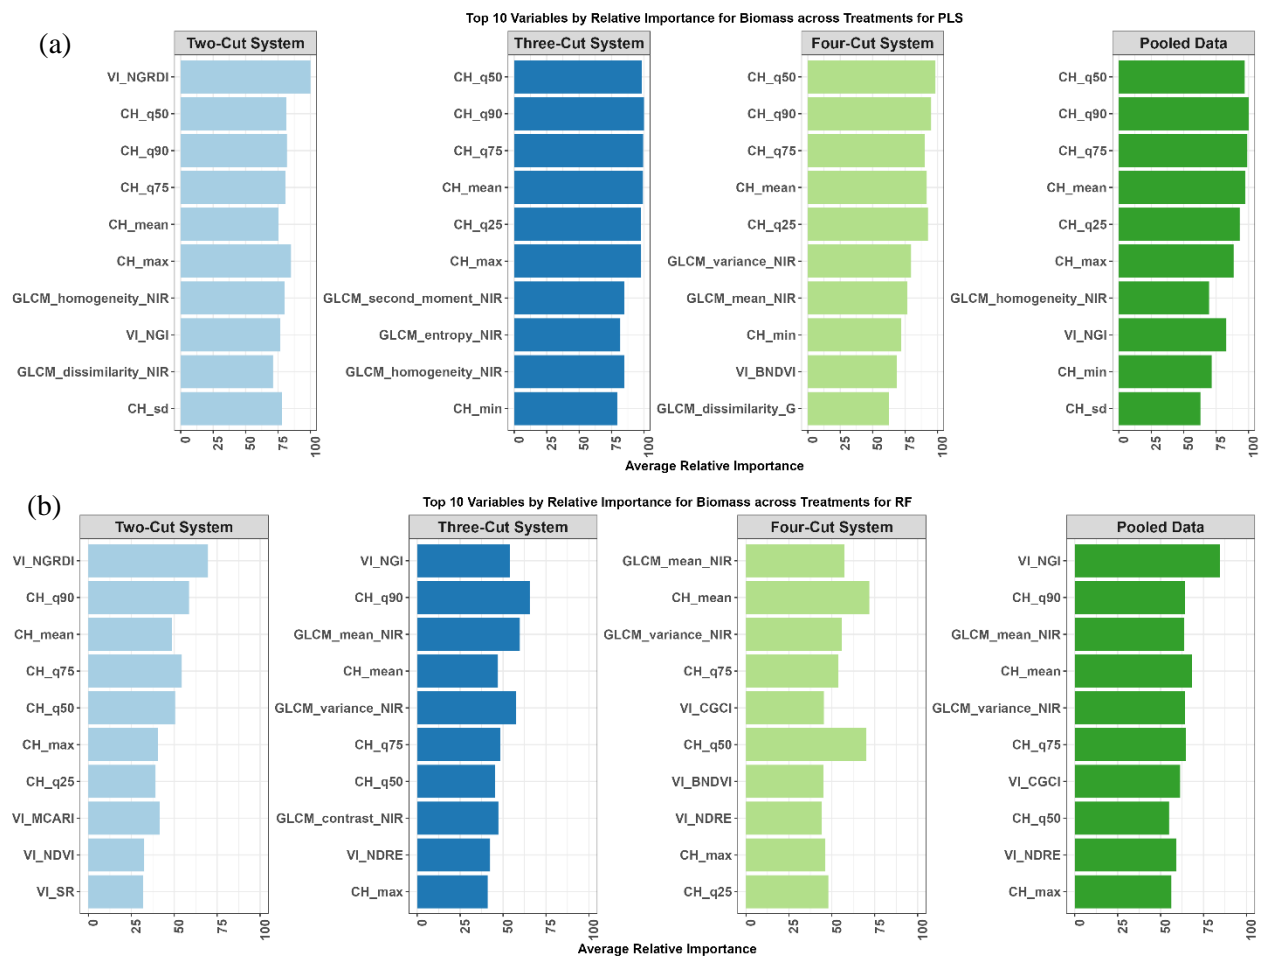 Top 10 Variables by Relative Importance for Biomass across Treatments for PLS
(a)
Two-Cut System
VI_NGRDI
CH_q50
CH_q90
CH_q75
CH_mean
CH_max
GLCM_homogeneity_NIR
VI_NGI
GLCM_dissimilarity_NIR
CH_sd
0 25 50 75 100
Three-Cut System
CH_q50
CH_q90
CH_q75
CH_mean
CH_q25
CH_max
GLCM_second_moment_NIR
GLCM_entropy_NIR
GLCM_homogeneity_NIR
CH_min
0 25 50 75 100
Four-Cut System
CH_q50
CH_q90
CH_q75
CH_mean
CH_q25
GLCM_variance_NIR
GLCM_mean_NIR
CH_min
VI_BNDVI
GLCM_dissimilarity_G
0 25 50 75 100
Pooled Data
CH_q50
CH_q90
CH_q75
CH_mean
CH_q25
CH_max
GLCM_homogeneity_NIR
VI_NGI
CH_min
CH_sd
0 25 50 75 100
Average Relative Importance
Top 10 Variables by Relative Importance for Biomass across Treatments for RF
(b)
Two-Cut System
VI_NGRDI
CH_q90
CH_mean
CH_q75
CH_q50
CH_max
CH_q25
VI_MCARI
VI_NDVI
VI_SR
0 25 50 75 100
Three-Cut System
VI_NGI
CH_q90
GLCM_mean_NIR
CH_mean
GLCM_variance_NIR
CH_q75
CH_q50
GLCM_contrast_NIR
VI_NDRE
CH_max
0 25 50 75 100
Four-Cut System
GLCM_mean_NIR
CH_mean
GLCM_variance_NIR
CH_q75
VI_CGCI
CH_q50
VI_BNDVI
VI_NDRE
CH_max
CH_q25
0 25 50 75 100
Pooled Data
VI_NGI
CH_q90
GLCM_mean_NIR
CH_mean
GLCM_variance_NIR
CH_q75
VI_CGCI
CH_q50
VI_NDRE
CH_max
0 25 50 75 100
Average Relative Importance